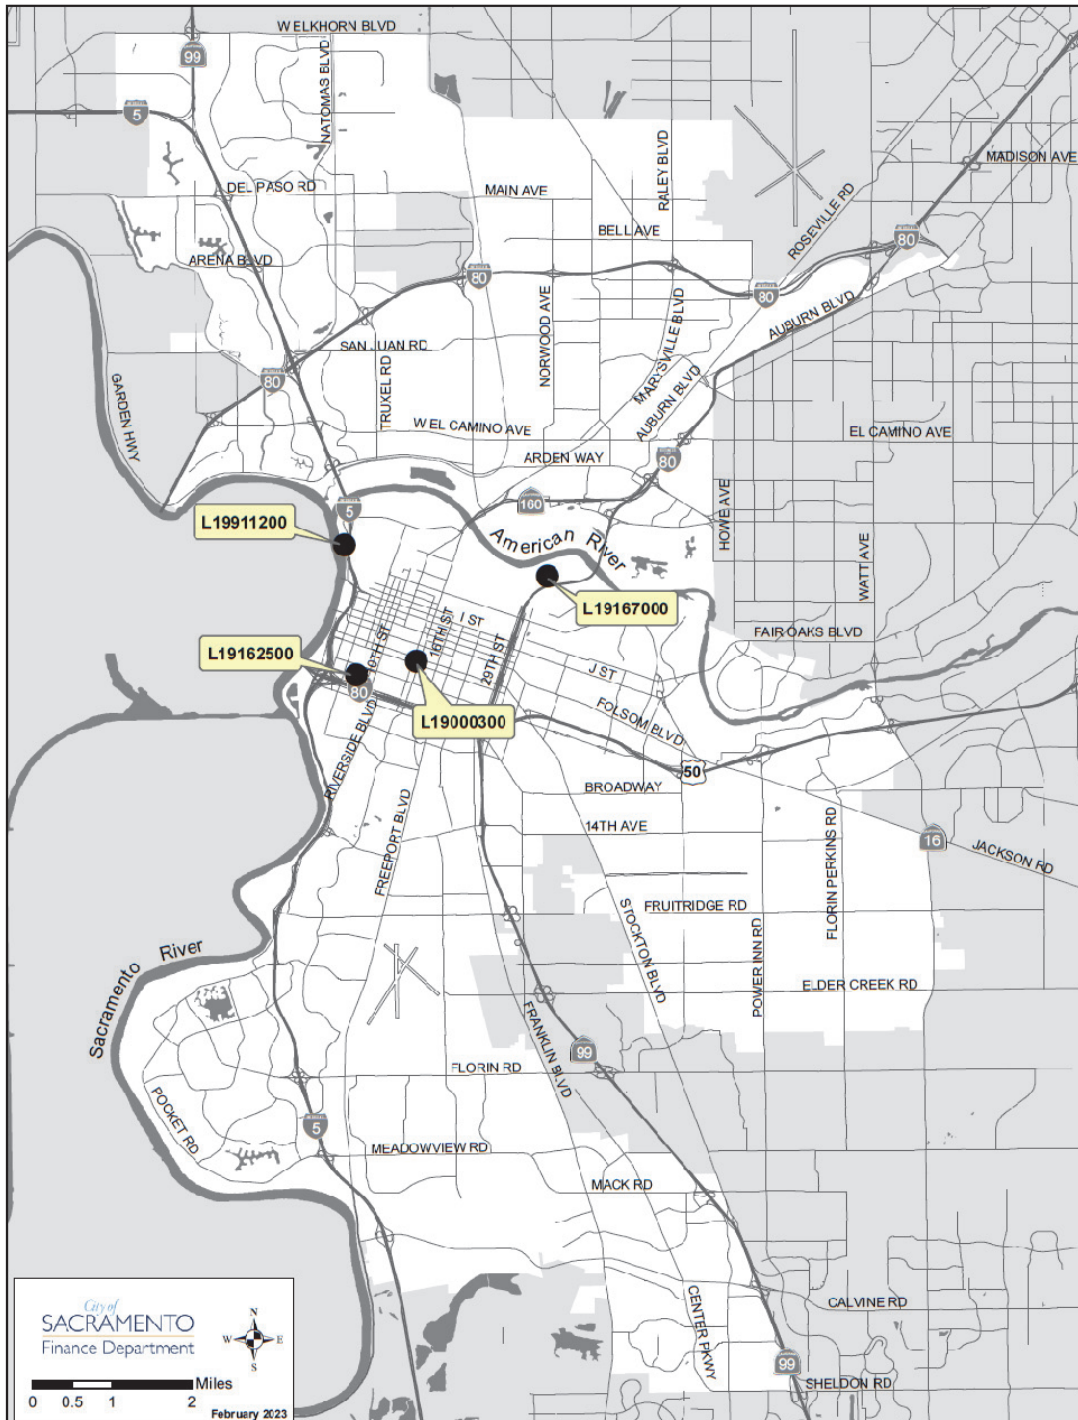 WELKHORN BLVD
99
NATOMAS BLVD
5
RALEY BLVD
MADISON AVE
DEL PASO RD
MAIN AVE
ROSEVILLE RD
BELL AVE
80
ARENA BLVD
80
80
NORWOOD AVE
MARYSVILLE BLVD
AUBURN BLVD
SAN JUAN RD
80
TRUXEL RD
GARDEN HWY
AUBURN BLVD
W EL CAMINO AVE
EL CAMINO AVE
ARDEN WAY
80
HOWE AVE
160
5
L19911200
American River
WATT AVE
L19167000
I ST
16TH ST
FAIR OAKS BLVD
L19162500
10TH ST
29TH ST
J ST
80
L19000300
FOLSOM BLVD
RIVERSIDE BLVD
50
BROADWAY
14TH AVE
FREEPORT BLVD
FLORIN PERKINS RD
16
JACKSON RD
FRUITRIDGE RD
STOCKTON BLVD
POWER INN RD
Sacramento River
ELDER CREEK RD
FRANKLIN BLVD
99
FLORIN RD
POCKET RD
5
MEADOWVIEW RD
MACK RD
CENTER PKWY
CALVINE RD
99
SHELDON RD
City of
SACRAMENTO
Finance Department
N
W E
S
Miles
0 0.5 1 2
February 2023